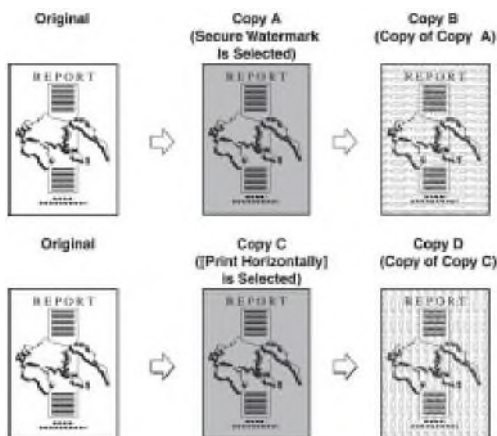 Original
Copy A
(Secure Watermark
is Selected)
Copy B
(Copy of Copy A)
REPORT
REPORT
REPORT
Original
Copy C
([Print Horizontally]
is Selected)
Copy D
(Copy of Copy C)
REPORT
REPORT
REPORT